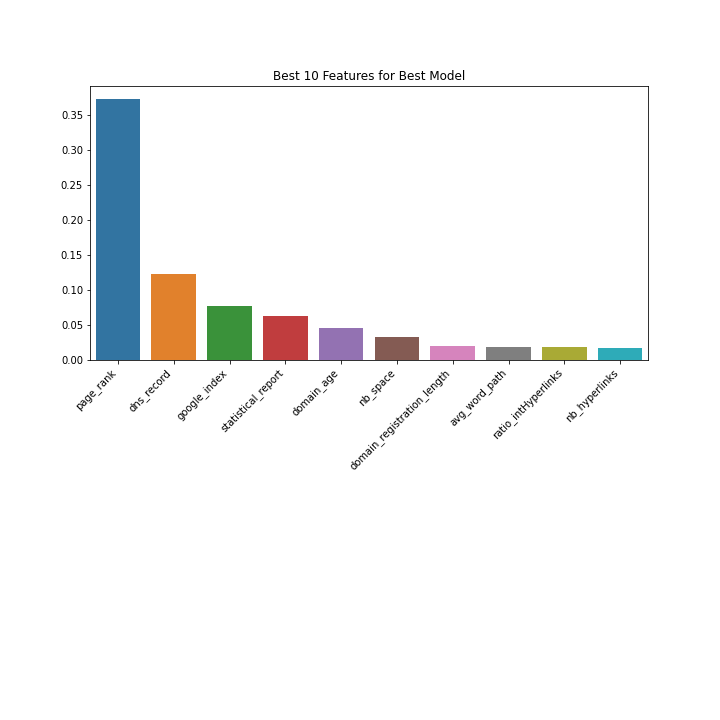 Best 10 Features for Best Model
0.35
0.30
0.25
0.20
0.15
0.10
0.05
0.00
page_rank
dns_record
google_index
statistical_report
domain_age
nb_space
domain_registration_length
avg_word_path
ratio_intHyperlinks
nb_hyperlinks